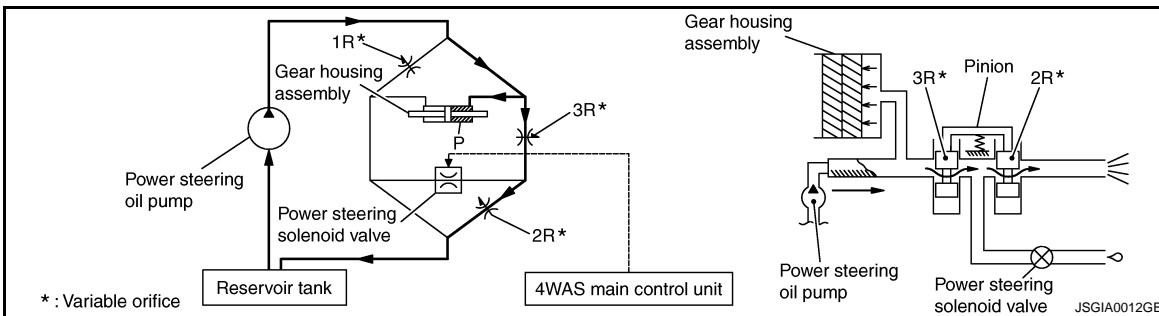 1R*
Gear housing
assembly
3R*
P
Power steering
oil pump
Power steering
solenoid valve
2R*
Reservoir tank
4WAS main control unit
* : Variable orifice
Gear housing
assembly
3R*
Pinion
2R*
Power steering
oil pump
Power steering
solenoid valve
JSGIA0012GB